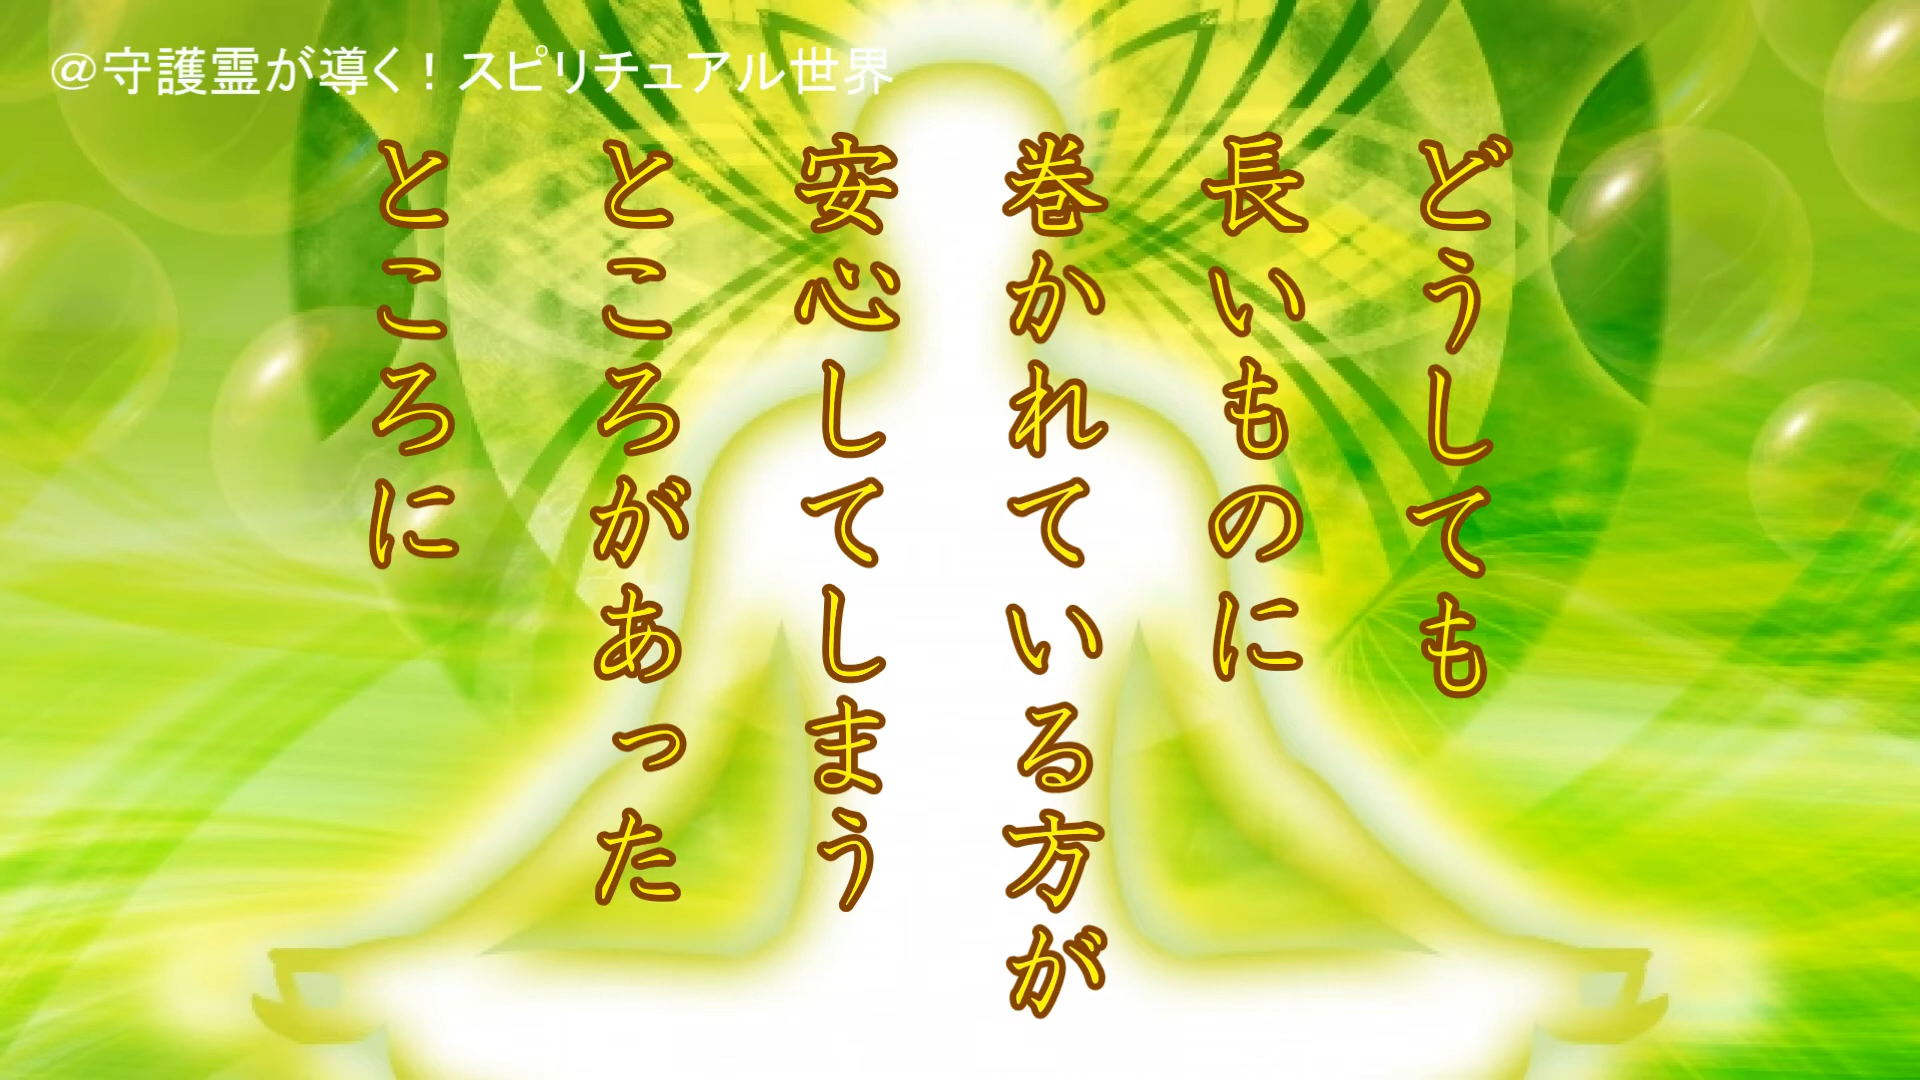 @守護霊が導く！スピリチュアル世界
どうしても
長いものに
巻かれている方が
安心してしまう
ところがあった
ところに